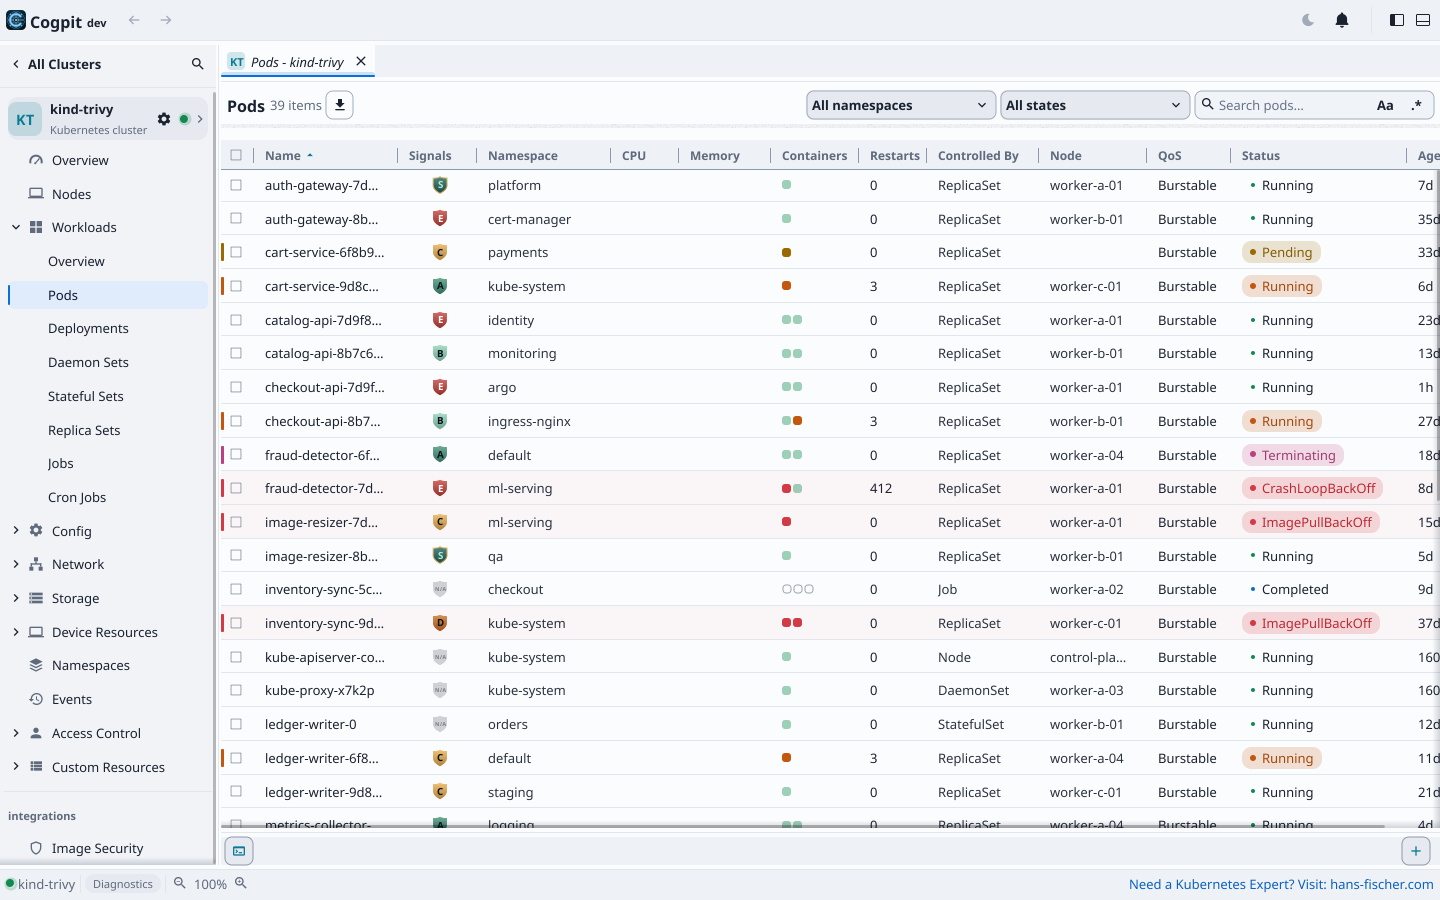 Cogpit dev
All Clusters
KT Pods - kind-trivy
KT kind-trivy
Kubernetes cluster
Overview
Nodes
Workloads
Overview
Pods
Deployments
Daemon Sets
Stateful Sets
Replica Sets
Jobs
Cron Jobs
Config
Network
Storage
Device Resources
Namespaces
Events
Access Control
Custom Resources
integrations
Image Security
Pods 39 items All namespaces All states Search pods... Aa .*
Name Signals Namespace CPU Memory Containers Restarts Controlled By Node QoS Status Age
auth-gateway-7d... S platform 0 ReplicaSet worker-a-01 Burstable Running 7d
auth-gateway-8b... E cert-manager 0 ReplicaSet worker-b-01 Burstable Running 35d
cart-service-6f8b9... C payments 0 ReplicaSet Burstable Pending 33d
cart-service-9d8c... A kube-system 3 ReplicaSet worker-c-01 Burstable Running 6d
catalog-api-7d9f8... E identity 0 ReplicaSet worker-a-01 Burstable Running 23d
catalog-api-8b7c6... B monitoring 0 ReplicaSet worker-b-01 Burstable Running 13d
checkout-api-7d9f... E argo 0 ReplicaSet worker-a-01 Burstable Running 1h
checkout-api-8b7... B ingress-nginx 3 ReplicaSet worker-b-01 Burstable Running 27d
fraud-detector-6f... A default 0 ReplicaSet worker-a-04 Burstable Terminating 18d
fraud-detector-7d... E ml-serving 412 ReplicaSet worker-a-01 Burstable CrashLoopBackOff 8d
image-resizer-7d... C ml-serving 0 ReplicaSet worker-a-01 Burstable ImagePullBackOff 15d
image-resizer-8b... S qa 0 ReplicaSet worker-b-01 Burstable Running 5d
inventory-sync-5c... N/A checkout 0 Job worker-a-02 Burstable Completed 9d
inventory-sync-9d... D kube-system 0 ReplicaSet worker-c-01 Burstable ImagePullBackOff 37d
kube-apiserver-co... N/A kube-system 0 Node control-pla... Burstable Running 160
kube-proxy-x7k2p N/A kube-system 0 DaemonSet worker-a-03 Burstable Running 160
ledger-writer-0 N/A orders 0 StatefulSet worker-b-01 Burstable Running 12d
ledger-writer-6f8... C default 3 ReplicaSet worker-a-04 Burstable Running 11d
ledger-writer-9d8... C staging 0 ReplicaSet worker-c-01 Burstable Running 21d
metrics-collector- A logging 0 ReplicaSet worker-a-04 Burstable Running 4d
kind-trivy Diagnostics 100% Need a Kubernetes Expert? Visit: hans-fischer.com